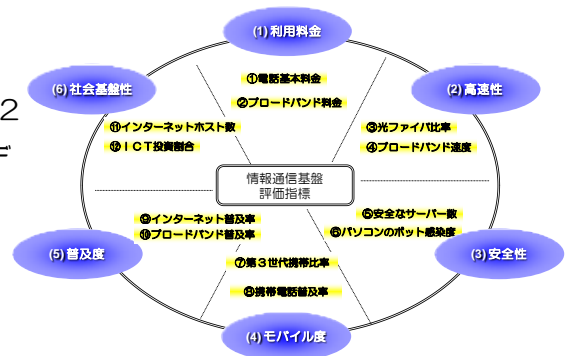 (1) 利用料金
(6) 社会基盤性
①電話基本料金
(2) 高速性
②ブロードバンド料金
2
⑪インターネットホスト数
③光ファイバ比率
⑫ＩＣＴ投資割合
④ブロードバンド速度
デ
情報通信基盤
評価指標
⑨インターネット普及率
⑤安全なサーバー数
⑩ブロードバンド普及率
⑥パソコンのボット感染度
(5) 普及度
(3) 安全性
⑦第３世代携帯比率
⑧携帯電話普及率
(4) モバイル度